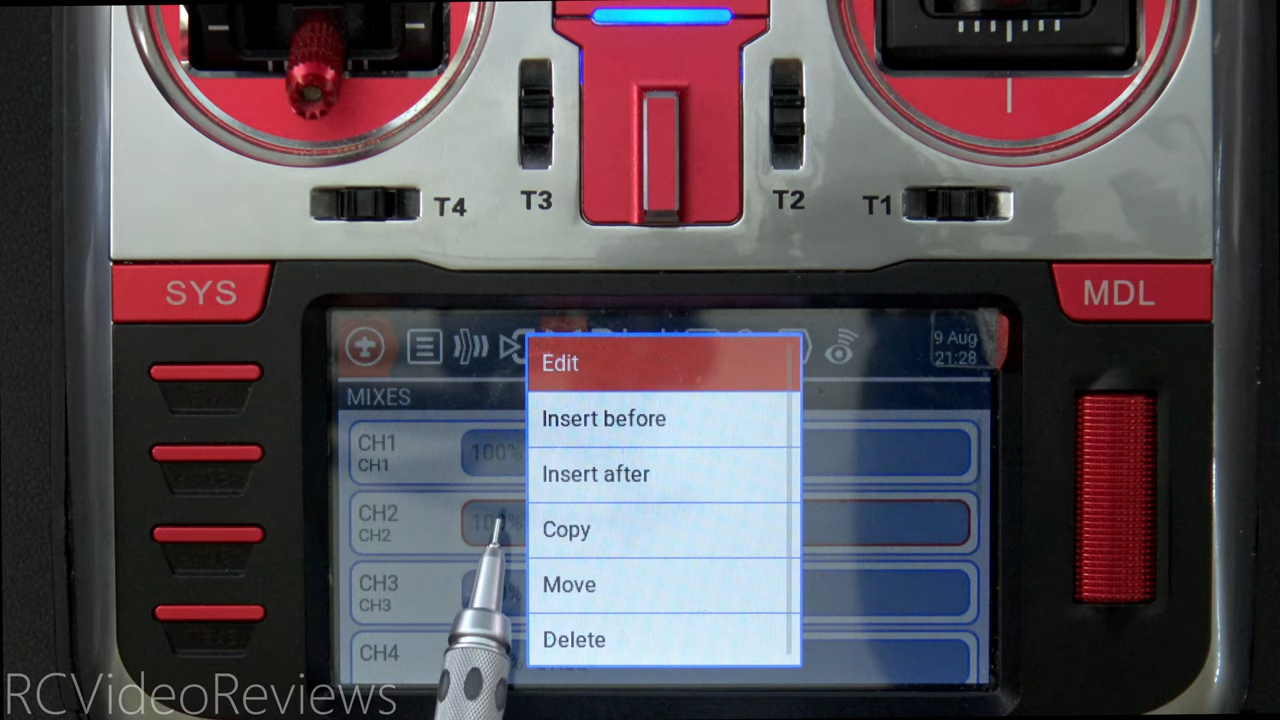 T4
T3
T2
T1
SYS
MDL
9 Aug
21:28
MIXES
CH1
CH1
100%
CH2
CH2
CH3
CH3
CH4
Edit
Insert before
Insert after
Copy
Move
Delete
RCVideoReviews